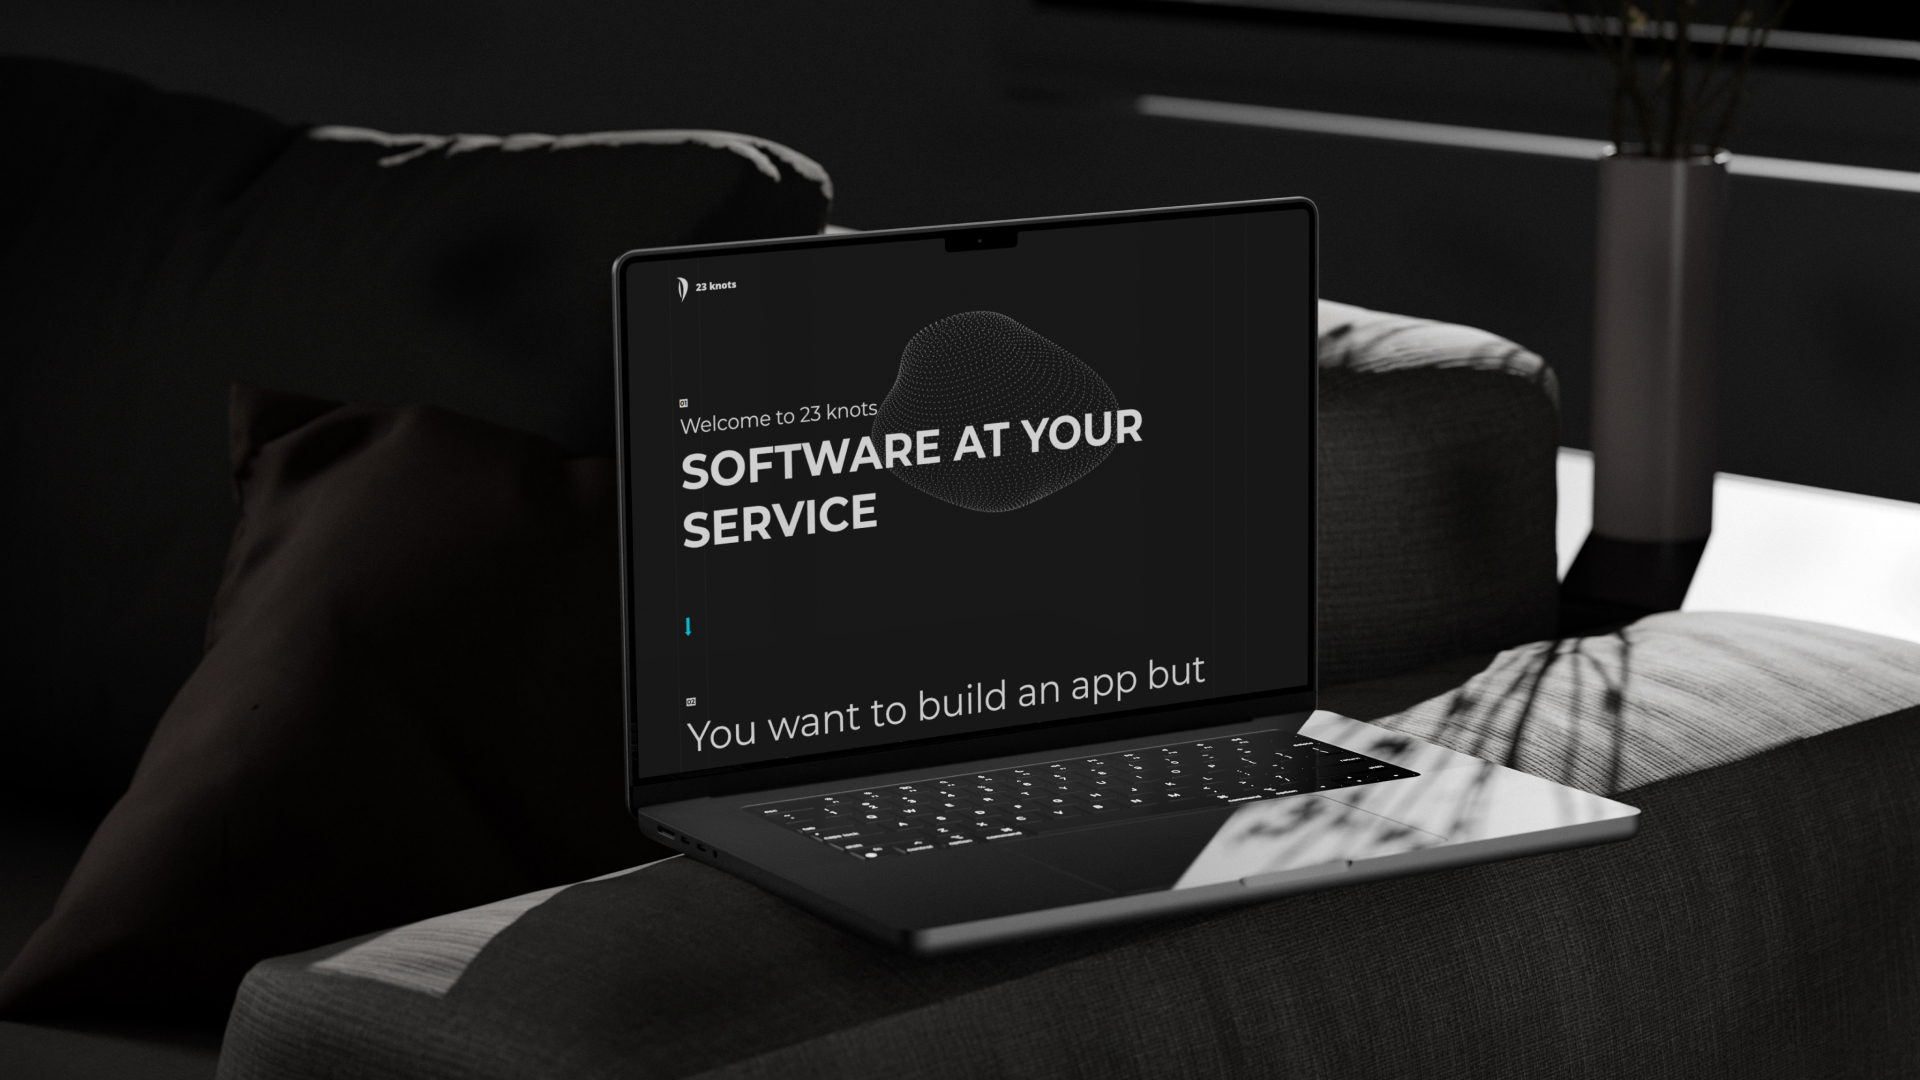 23 knots
01
Welcome to 23 knots
SOFTWARE AT YOUR
SERVICE
02
You want to build an app but